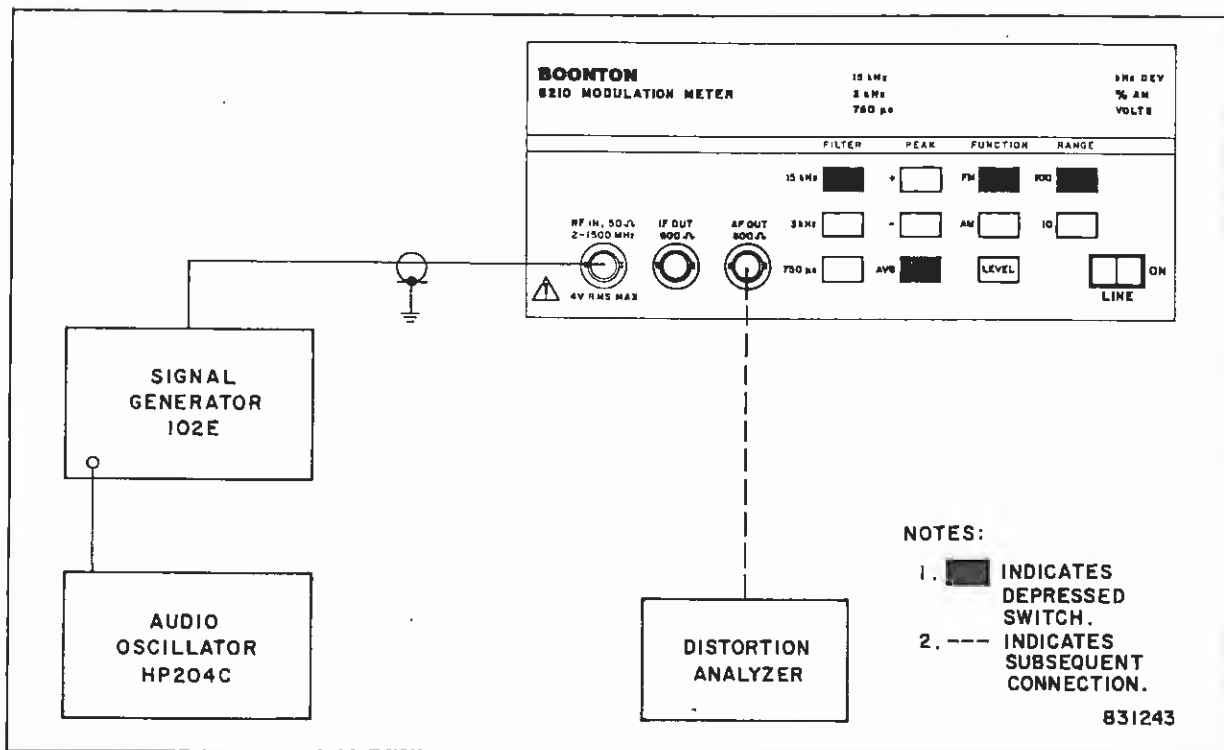 BOONTON
8210 MODULATION METER
15 kHz
3 kHz
750 µs
kHz DEV
% AM
VOLTS
FILTER PEAK FUNCTION RANGE
15 kHz + FM 100
3 kHz - AM 10
750 µs AVG LEVEL ON
LINE
RF IN, 50Ω
2-1500 MHz
IF OUT
600Ω
AF OUT
600Ω
4V RMS MAX
SIGNAL
GENERATOR
102E
AUDIO
OSCILLATOR
HP204C
DISTORTION
ANALYZER
NOTES:
1. INDICATES
DEPRESSED
SWITCH.
2. --- INDICATES
SUBSEQUENT
CONNECTION.
831243